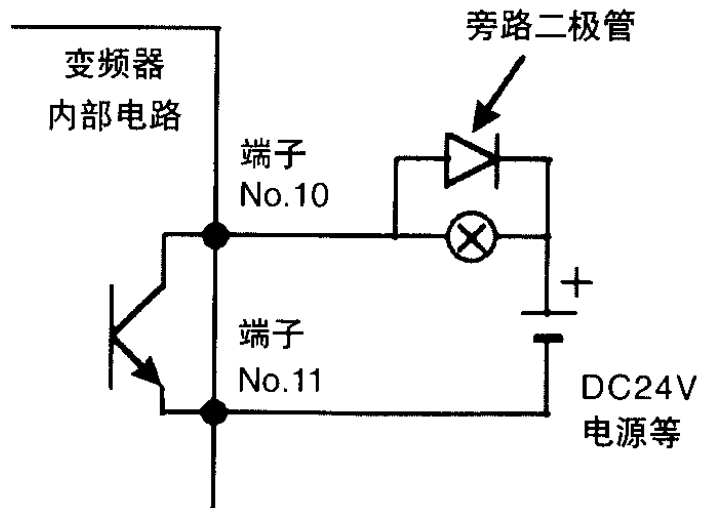 旁路二极管
变频器
内部电路
端子
No.10
端子
No.11
+
DC24V
电源等